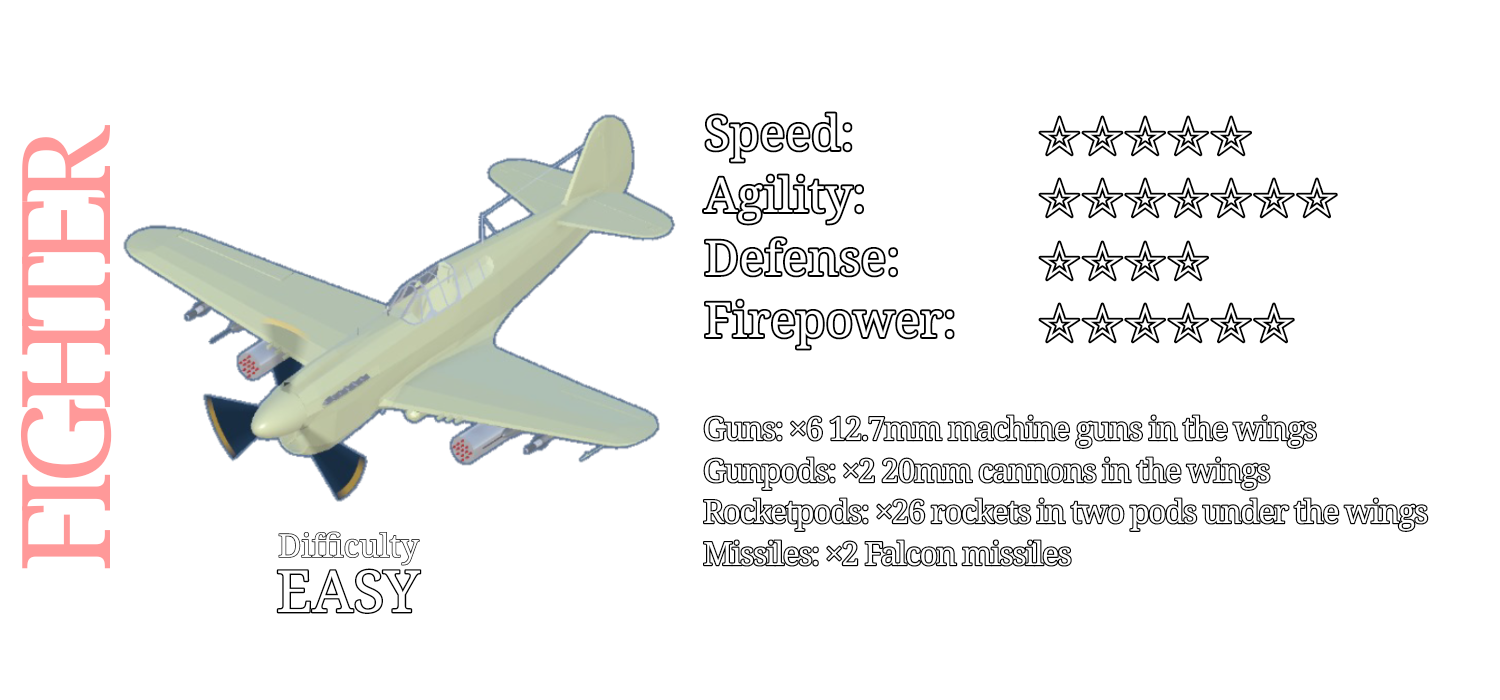 FIGHTER
Speed: ☆☆☆☆☆
Agility: ☆☆☆☆☆☆☆
Defense: ☆☆☆☆
Firepower: ☆☆☆☆☆☆
Guns: ×6 12.7mm machine guns in the wings
Gunpods: ×2 20mm cannons in the wings
Rocketpods: ×26 rockets in two pods under the wings
Missiles: ×2 Falcon missiles
Difficulty
EASY